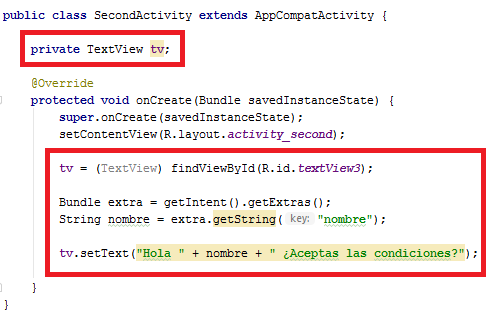 public class SecondActivity extends AppCompatActivity {
private TextView tv;
@Override
protected void onCreate(Bundle savedInstanceState) {
super.onCreate(savedInstanceState);
setContentView(R.layout.activity_second);
tv = (TextView) findViewById(R.id.textView3);
Bundle extra = getIntent().getExtras();
String nombre = extra.getString( key: "nombre");
tv.setText("Hola " + nombre + " ¿Aceptas las condiciones?");
}
}